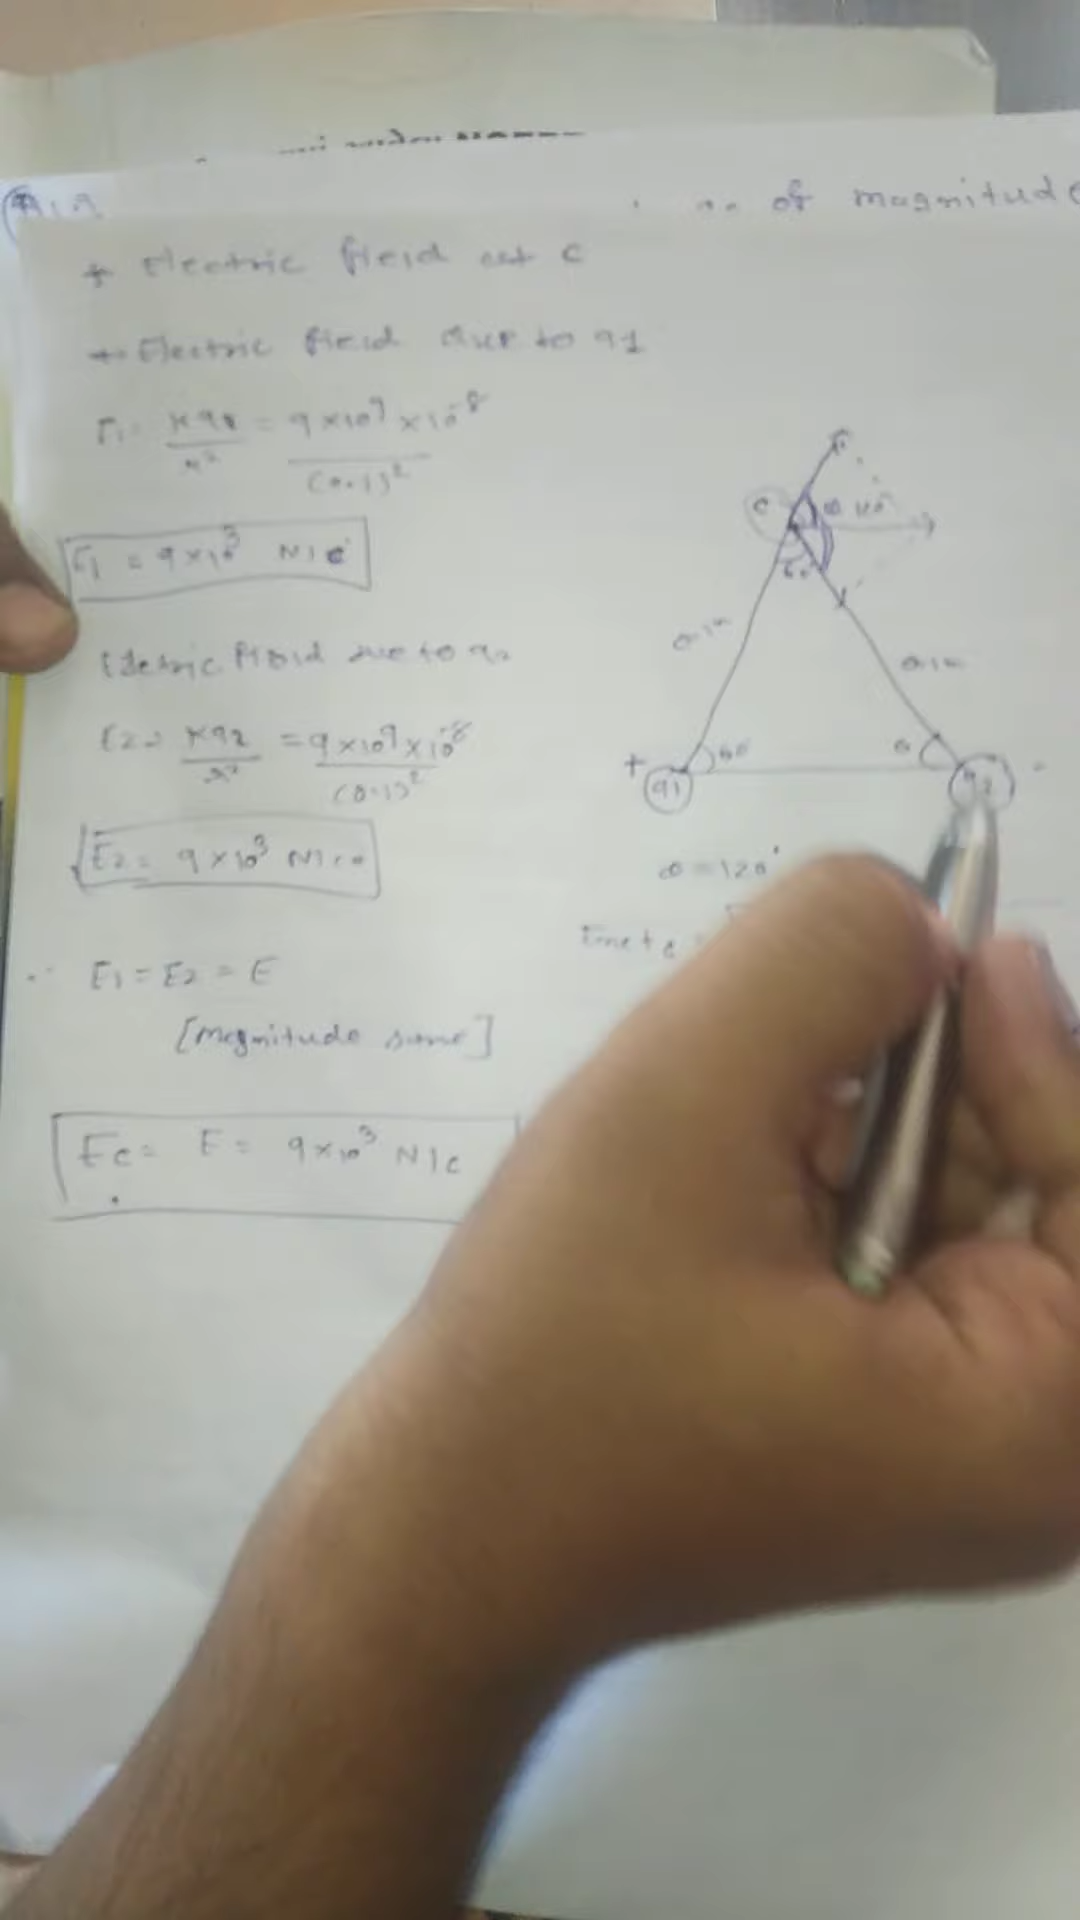 of magnitude
* Electric field at c
→ Electric field due to q1
E1 = kq1/r² = 9×10⁹×10⁻⁸/(0.1)²
E1 = 9×10³ N/C
Electric field due to q2
E2 = kq2/r² = 9×10⁹×10⁻⁸/(0.1)²
E2 = 9×10³ N/C
∴ E1 = E2 = E
[Magnitude same]
Ec = E = 9×10³ N/C
C
60°
0.1m
0.1m
+ q1
60°
q2 -
θ = 120°
Enet c